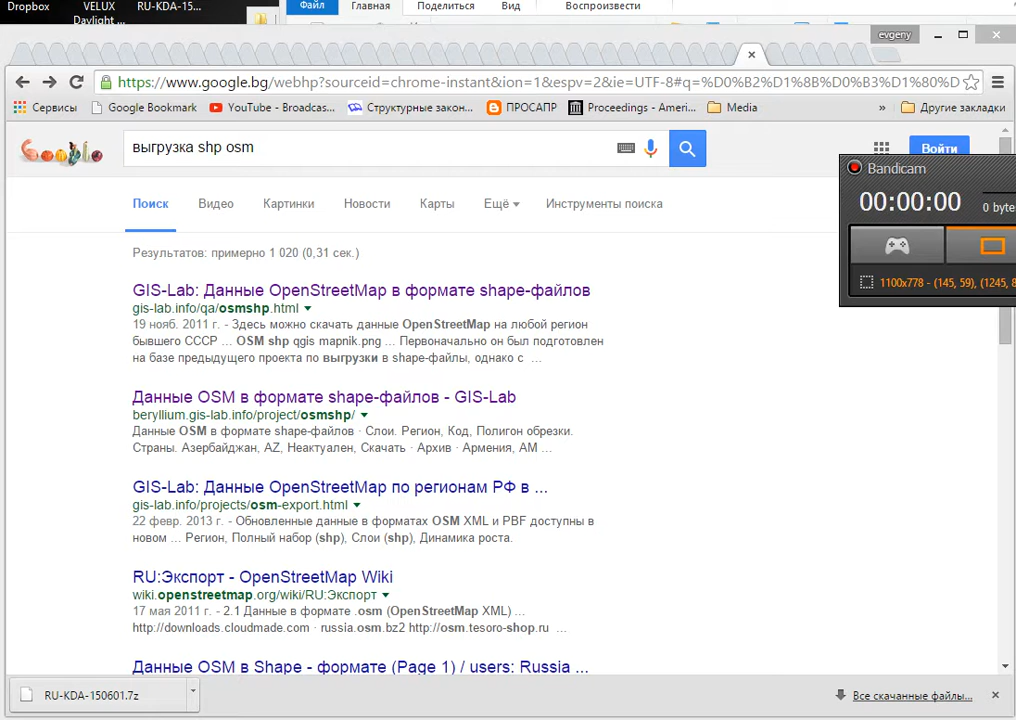 Dropbox VELUX RU-KDA-15...
Daylight ...
Файл Главная Поделиться Вид Воспроизвести
evgeny
https://www.google.bg/webhp?sourceid=chrome-instant&ion=1&espv=2&ie=UTF-8#q=%D0%B2%D1%8B%D0%B3%D1%80%D
Сервисы Google Bookmark YouTube - Broadcas... Структурные закон... ПРОСАПР Proceedings - Ameri... Media » Другие закладки
Google выгрузка shp osm Войти
Bandicam
00:00:00 0 byte
1100x778 - (145, 59), (1245, 8
Поиск Видео Картинки Новости Карты Ещё Инструменты поиска
Результатов: примерно 1 020 (0,31 сек.)
GIS-Lab: Данные OpenStreetMap в формате shape-файлов
gis-lab.info/qa/osmshp.html
19 нояб. 2011 г. - Здесь можно скачать данные OpenStreetMap на любой регион
бывшего СССР ... OSM shp qgis mapnik.png ... Первоначально он был подготовлен
на базе предыдущего проекта по выгрузки в shape-файлы, однако с ...
Данные OSM в формате shape-файлов - GIS-Lab
beryllium.gis-lab.info/project/osmshp/
Данные OSM в формате shape-файлов · Слои. Регион, Код, Полигон обрезки.
Страны. Азербайджан, AZ, Неактуален, Скачать · Архив · Армения, AM ...
GIS-Lab: Данные OpenStreetMap по регионам РФ в ...
gis-lab.info/projects/osm-export.html
22 февр. 2013 г. - Обновленные данные в форматах OSM XML и PBF доступны в
новом ... Регион, Полный набор (shp), Слои (shp), Динамика роста.
RU:Экспорт - OpenStreetMap Wiki
wiki.openstreetmap.org/wiki/RU:Экспорт
17 мая 2011 г. - 2.1 Данные в формате .osm (OpenStreetMap XML) ...
http://downloads.cloudmade.com · russia.osm.bz2 http://osm.tesoro-shop.ru ...
Данные OSM в Shape - формате (Page 1) / users: Russia ...
RU-KDA-150601.7z Все скачанные файлы...